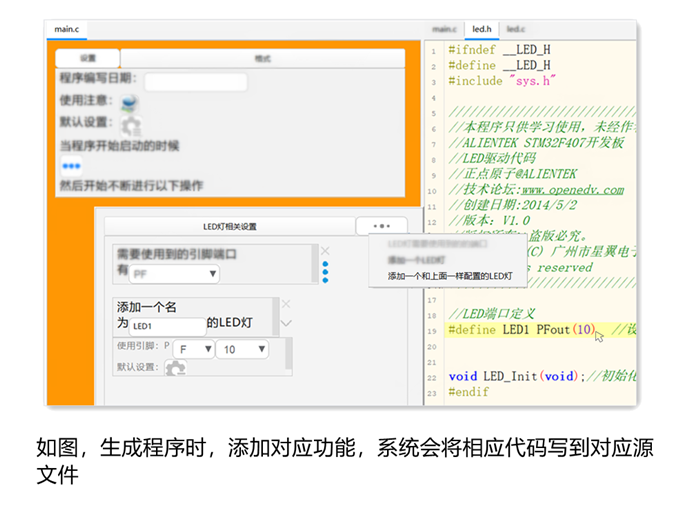 main.c
设置
格式
程序编写日期：
使用注意：
默认设置：
当程序开始启动的时候
然后开始不断进行以下操作
LED灯相关设置
需要使用到的引脚端口
有 PF
添加一个名
为 LED1 的LED灯
使用引脚：P F 10
默认设置：
添加一个LED灯
添加一个和上面一样配置的LED灯
main.c led.h led.c
1 #ifndef __LED_H
2 #define __LED_H
3 #include "sys.h"
4
5 ////////////////////////////
6 //本程序只供学习使用，未经作
7 //ALIENTEK STM32F407开发板
8 //LED驱动代码
9 //正点原子@ALIENTEK
10 //技术论坛:www.openedv.com
11 //创建日期:2014/5/2
12 //版本：V1.0
盗版必究。
(C) 广州市星翼电子
s reserved
17
18 //LED端口定义
19 #define LED1 PFout(10) //设
20
21
22 void LED_Init(void);//初始化
23 #endif
如图，生成程序时，添加对应功能，系统会将相应代码写到对应源
文件